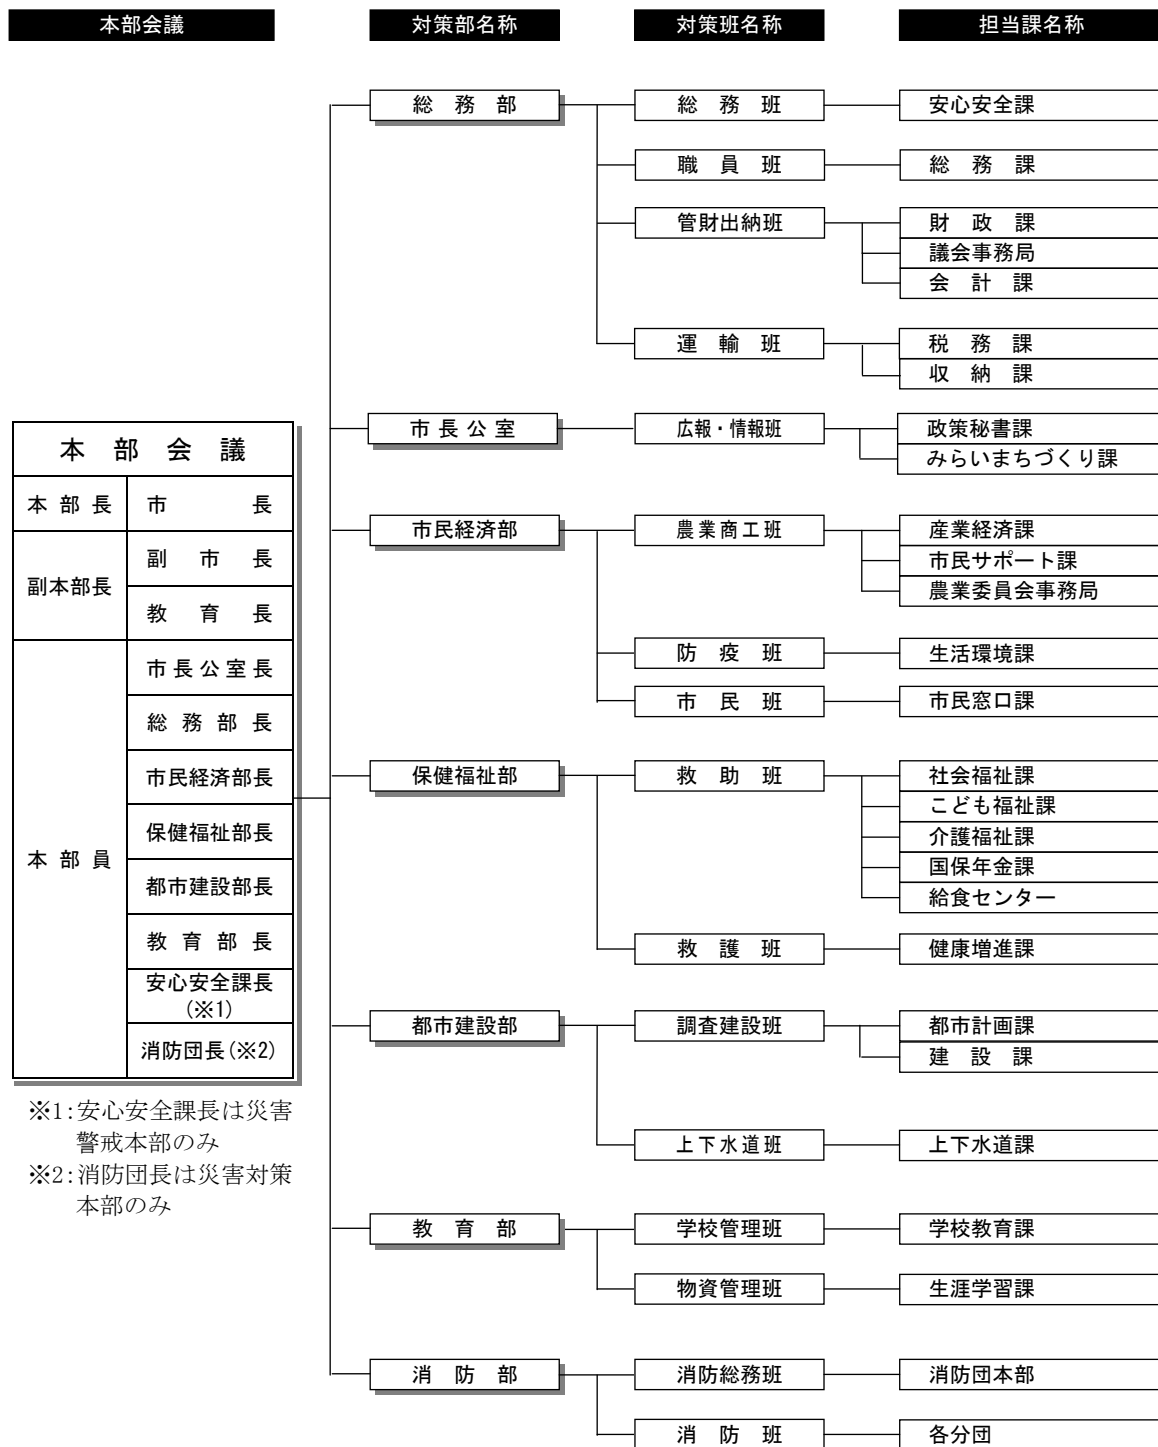 本部会議
対策部名称
対策班名称
担当課名称
総務部
総務班
安心安全課
職員班
総務課
管財出納班
財政課
議会事務局
会計課
運輸班
税務課
収納課
市長公室
広報・情報班
政策秘書課
みらいまちづくり課
市民経済部
農業商工班
産業経済課
市民サポート課
農業委員会事務局
防疫班
生活環境課
市民班
市民窓口課
保健福祉部
救助班
社会福祉課
こども福祉課
介護福祉課
国保年金課
給食センター
救護班
健康増進課
都市建設部
調査建設班
都市計画課
建設課
上下水道班
上下水道課
教育部
学校管理班
学校教育課
物資管理班
生涯学習課
消防部
消防総務班
消防団本部
消防班
各分団
本部会議
本部長
市長
副本部長
副市長
教育長
本部員
市長公室長
総務部長
市民経済部長
保健福祉部長
都市建設部長
教育部長
安心安全課長
(※1)
消防団長(※2)
※1:安心安全課長は災害
警戒本部のみ
※2:消防団長は災害対策
本部のみ